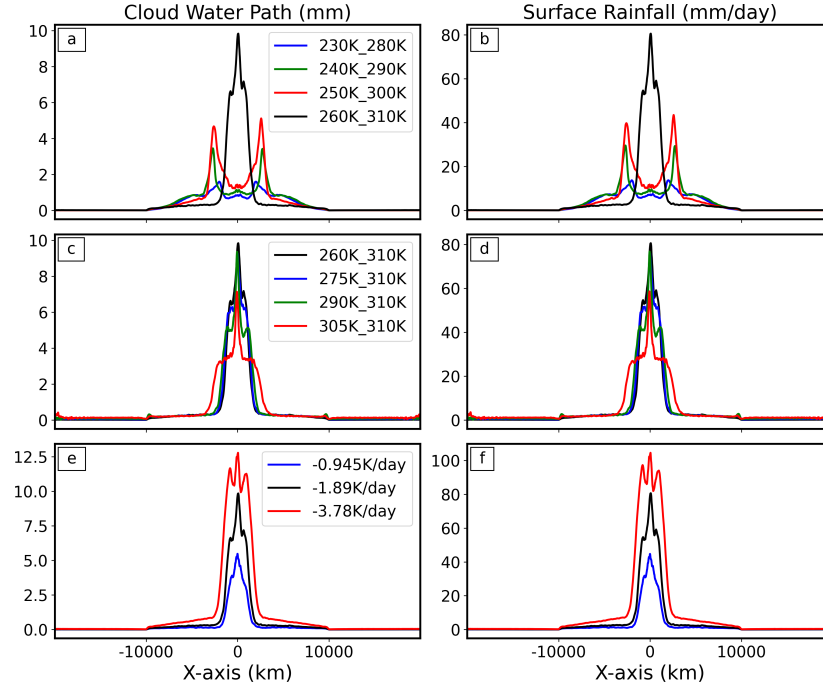 Cloud Water Path (mm)
Surface Rainfall (mm/day)
a
230K_280K
240K_290K
250K_300K
260K_310K
10
8
6
4
2
0
b
80
60
40
20
0
c
260K_310K
275K_310K
290K_310K
305K_310K
10
8
6
4
2
0
d
80
60
40
20
0
e
-0.945K/day
-1.89K/day
-3.78K/day
12.5
10.0
7.5
5.0
2.5
0.0
f
100
80
60
40
20
0
-10000 0 10000
-10000 0 10000
X-axis (km)
X-axis (km)